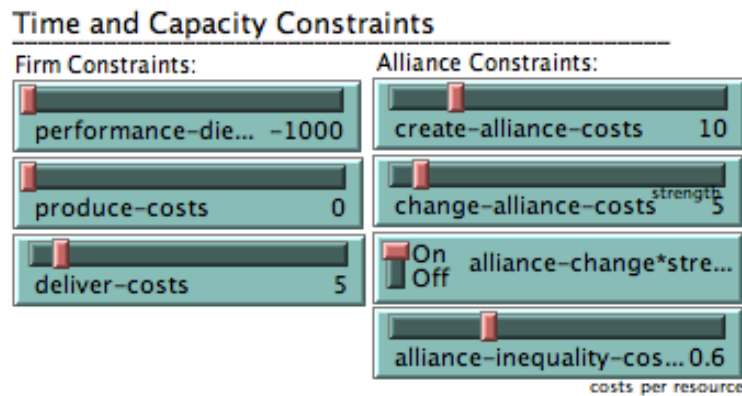 Time and Capacity Constraints
Firm Constraints:
performance-die... -1000
produce-costs 0
deliver-costs 5
Alliance Constraints:
create-alliance-costs 10
strength
change-alliance-costs 5
On
Off
alliance-change*stre...
alliance-inequality-cos... 0.6
costs per resource